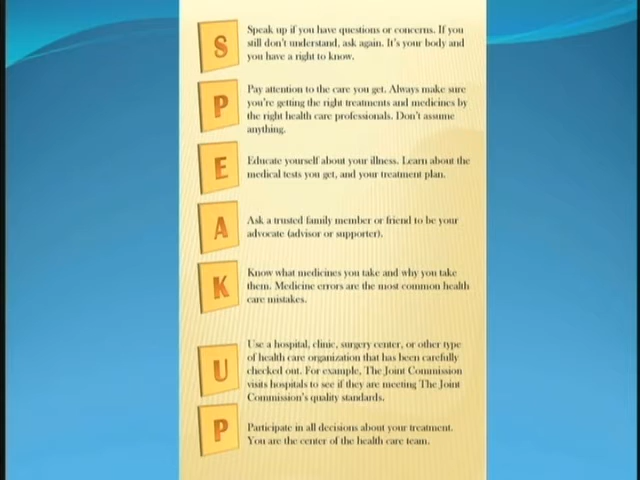 S
Speak up if you have questions or concerns. If you
still don't understand, ask again. It's your body and
you have a right to know.
P
Pay attention to the care you get. Always make sure
you're getting the right treatments and medicines by
the right health care professionals. Don't assume
anything.
E
Educate yourself about your illness. Learn about the
medical tests you get, and your treatment plan.
A
Ask a trusted family member or friend to be your
advocate (advisor or supporter).
K
Know what medicines you take and why you take
them. Medicine errors are the most common health
care mistakes.
U
Use a hospital, clinic, surgery center, or other type
of health care organization that has been carefully
checked out. For example, The Joint Commission
visits hospitals to see if they are meeting The Joint
Commission's quality standards.
P
Participate in all decisions about your treatment.
You are the center of the health care team.